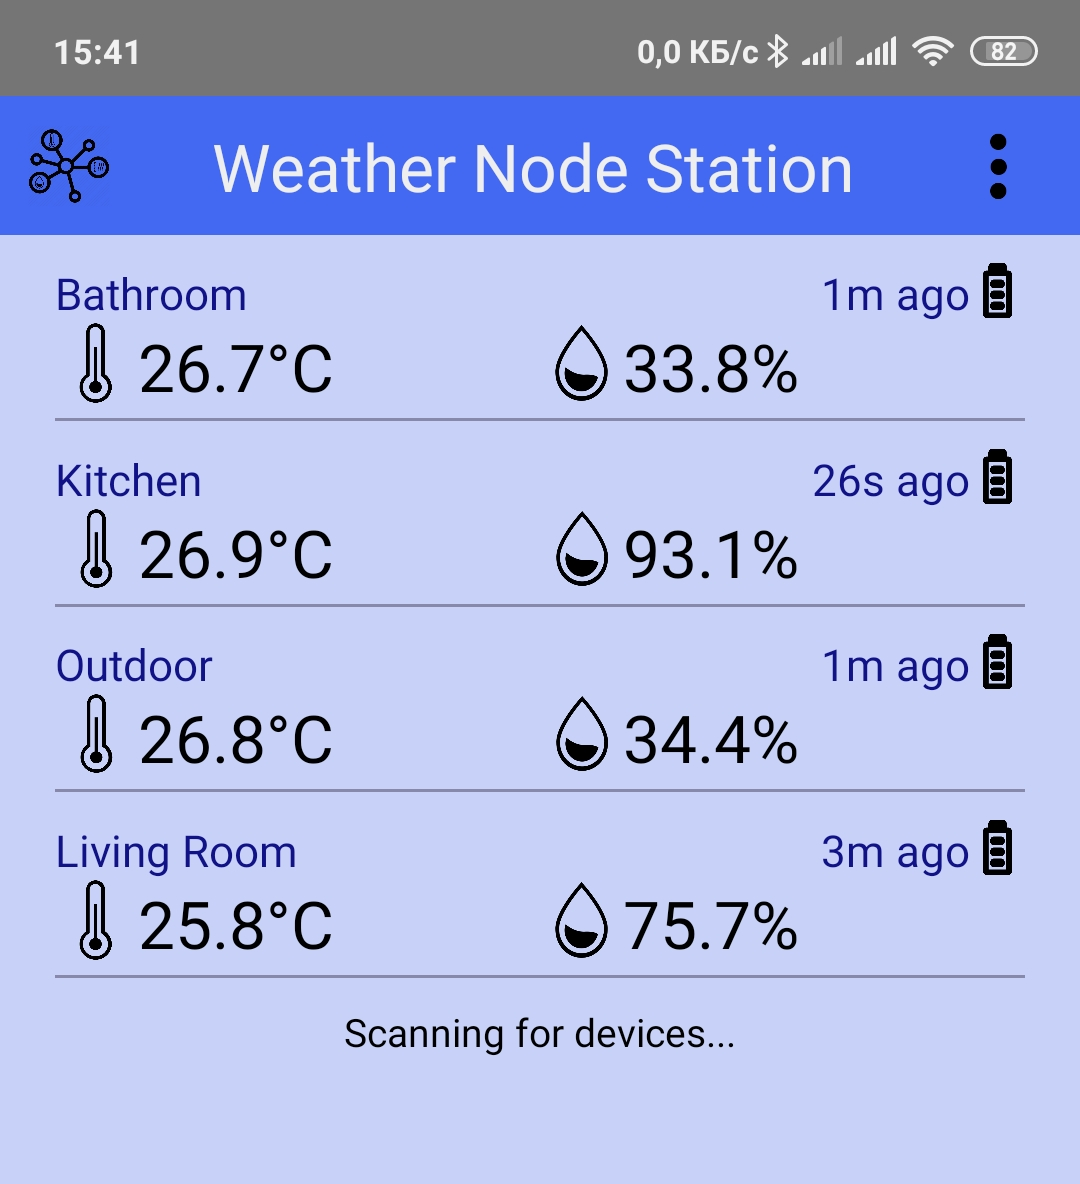 15:41 0,0 КБ/с 82
Weather Node Station
Bathroom 1m ago
26.7°C 33.8%
Kitchen 26s ago
26.9°C 93.1%
Outdoor 1m ago
26.8°C 34.4%
Living Room 3m ago
25.8°C 75.7%
Scanning for devices...